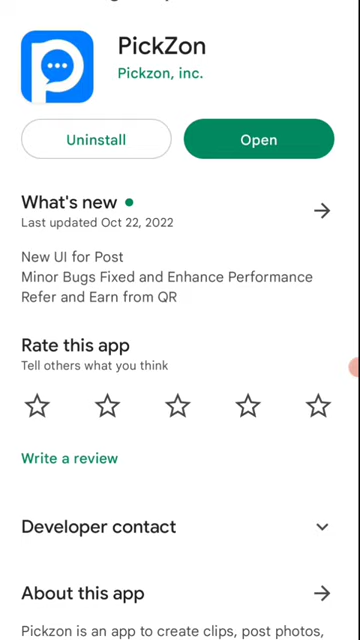 PickZon
Pickzon, inc.
Uninstall
Open
What's new
Last updated Oct 22, 2022
New UI for Post
Minor Bugs Fixed and Enhance Performance
Refer and Earn from QR
Rate this app
Tell others what you think
Write a review
Developer contact
About this app
Pickzon is an app to create clips, post photos,